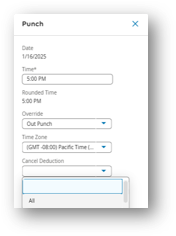 Punch
Date
1/16/2025
Time*
5:00 PM
Rounded Time
5:00 PM
Override
Out Punch
Time Zone
(GMT -08:00) Pacific Time (...
Cancel Deduction
All